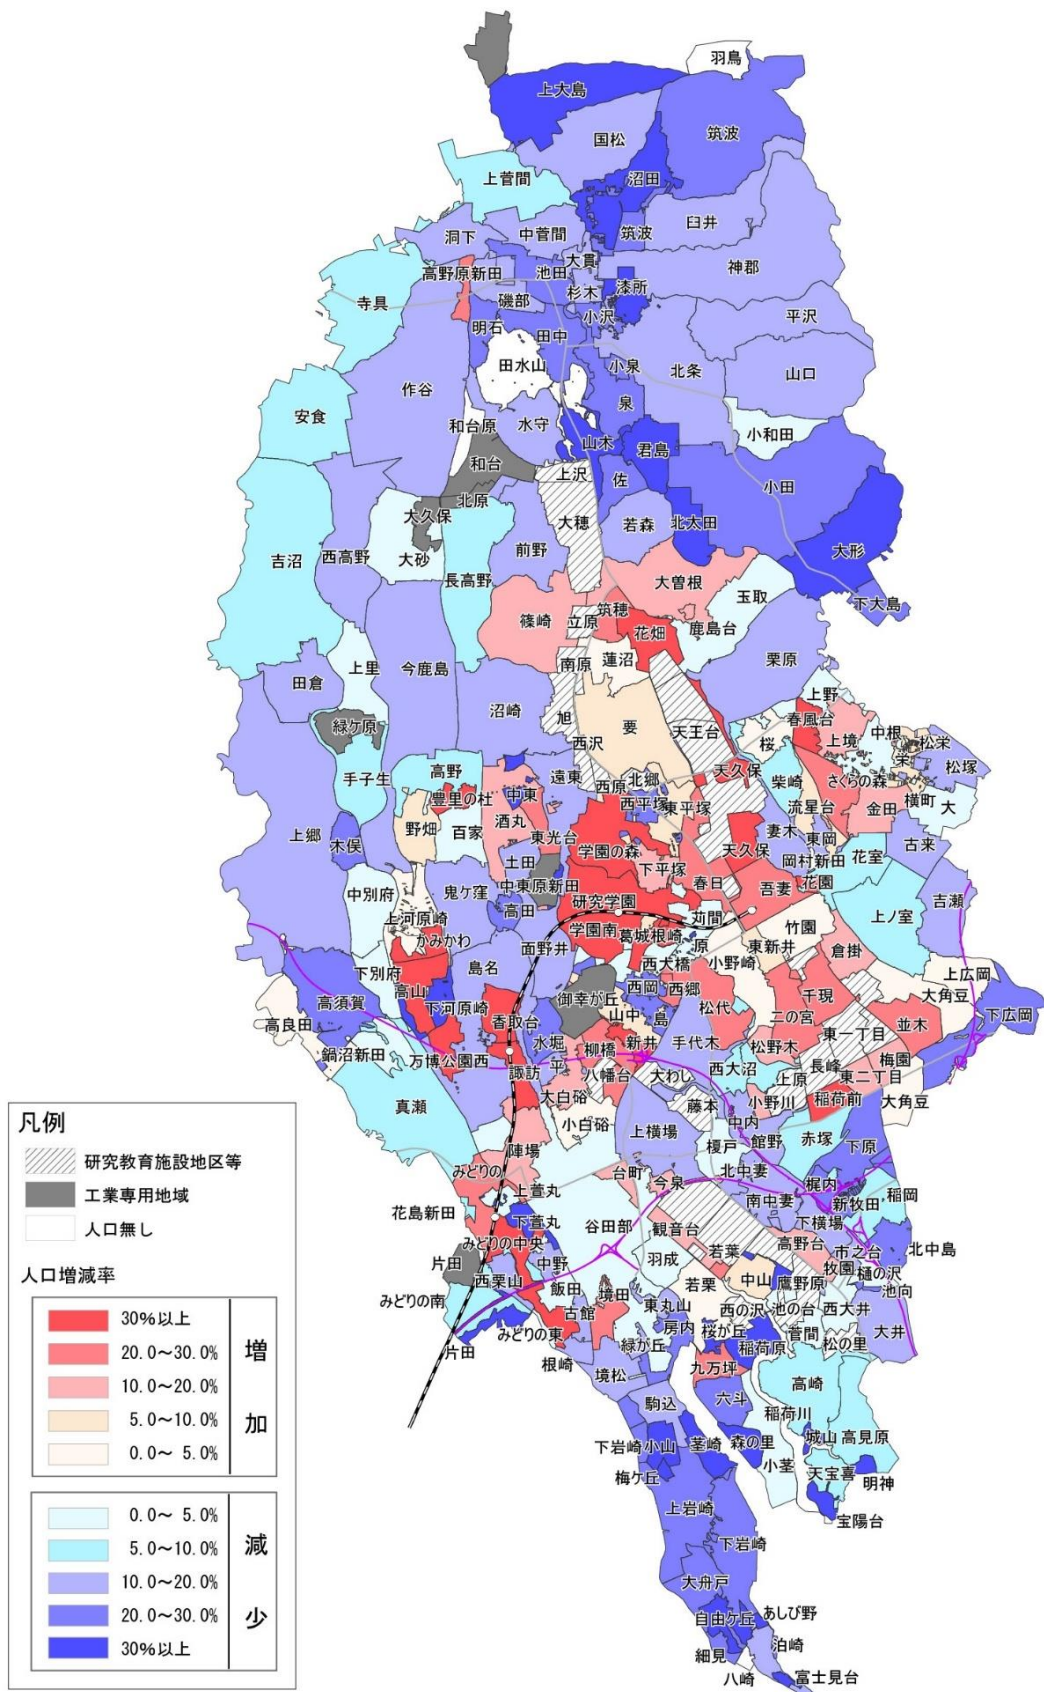 羽鳥
上大島
国松
筑波
沼田
上菅間
臼井
筑波
中菅間
洞下
大貫
神郡
高野原新田
池田
漆所
寺具
杉木
磯部
小沢
平沢
明石
田中
田水山
小泉
北条
山口
作谷
泉
安食
和台原
水守
小和田
山木
君島
和台
上沢
佐
小田
北原
大久保
大穂
若森
北太田
吉沼
西高野
大砂
前野
大形
長高野
大曽根
玉取
下大島
篠崎
筑穂
立原
花畑
鹿島台
蓮沼
南原
栗原
上里
今鹿島
田倉
沼崎
上野
緑ケ原
旭
要
天王台
春風台
中根
桜
上境
松栄
西沢
栄
手子生
高野
遠東
北郷
天久保
柴崎
松塚
西原
さくらの森
豊里の杜
中東
西平塚
東平塚
流星台
金田
横町
大
上郷
野畑
百家
酒丸
東光台
妻木
東岡
木俣
学園の森
天久保
古来
土田
下平塚
岡村新田
花室
中別府
鬼ケ窪
中東原新田
春日
吾妻
花園
吉瀬
高田
研究学園
苅間
上ノ室
上河原崎
竹園
かみかわ
学園南
葛城根崎
面野井
原
東新井
倉掛
小野崎
下別府
島名
西大橋
上広岡
高山
下河原崎
御幸が丘
西岡
西郷
松代
千現
大角豆
高須賀
香取台
山中
島
二の宮
下広岡
高良田
東一丁目
並木
水堀
新井
手代木
鍋沼新田
柳橋
松野木
梅園
万博公園西
平
西大沼
長峰
諏訪
八幡台
大わし
上原
東二丁目
大白硲
小野川
稲荷前
大角豆
真瀬
藤本
小白硲
中内
上横場
赤塚
下原
榎戸
館野
陣場
北中妻
みどりの
台町
梶内
今泉
稲岡
上萱丸
南中妻
新牧田
花島新田
下萱丸
谷田部
下横場
観音台
みどりの中央
高野台
市之台
北中島
片田
中野
羽成
若葉
牧園
樋の沢
西栗山
飯田
中山
鷹野原
池向
みどりの南
若栗
境田
東丸山
西の沢
池の台
西大井
古館
みどりの東
房内
桜が丘
菅間
大井
片田
緑が丘
稲荷原
松の里
根崎
九万坪
境松
高崎
六斗
駒込
稲荷川
下岩崎
小山
茎崎
森の里
城山
高見原
小茎
梅ケ丘
天宝喜
明神
上岩崎
宝陽台
下岩崎
大舟戸
自由ケ丘
あしび野
泊崎
細見
八崎
富士見台
凡例
研究教育施設地区等
工業専用地域
人口無し
人口増減率
30%以上
20.0～30.0%
10.0～20.0%
5.0～10.0%
0.0～ 5.0%
増
加
0.0～ 5.0%
5.0～10.0%
10.0～20.0%
20.0～30.0%
30%以上
減
少